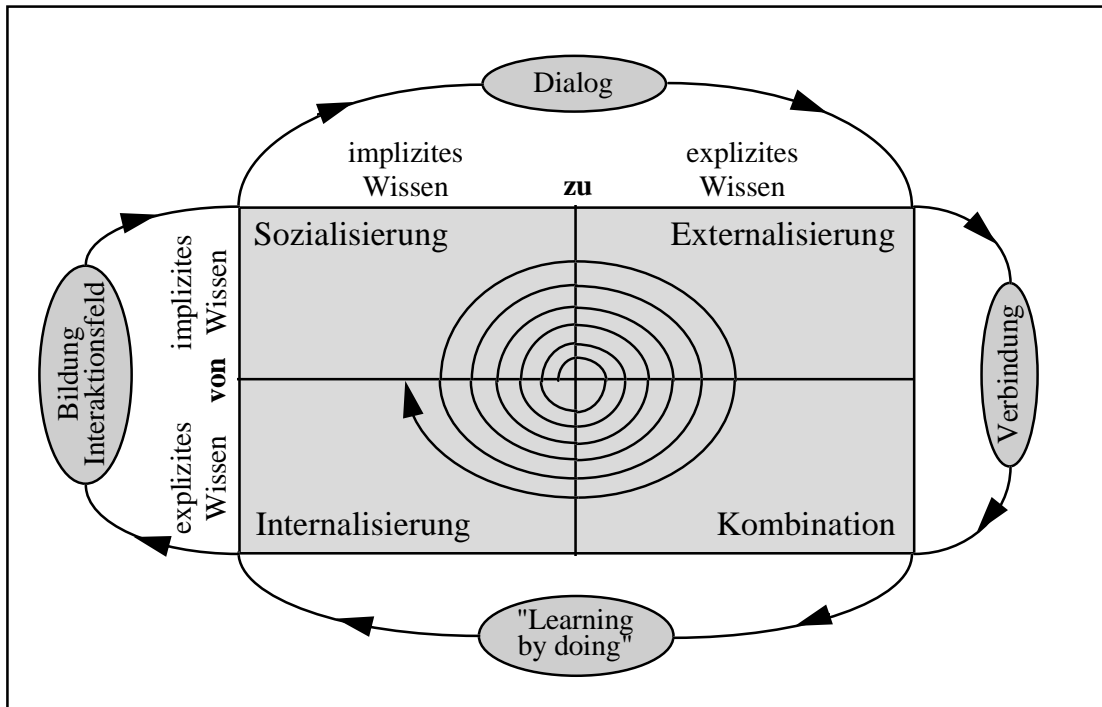 Dialog
implizites
Wissen
zu
explizites
Wissen
Sozialisierung
Externalisierung
Bildung
Interaktionsfeld
implizites
Wissen
von
explizites
Wissen
Verbindung
Internalisierung
Kombination
"Learning
by doing"